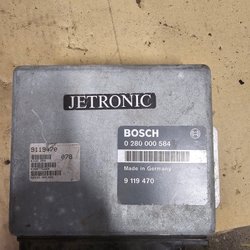 JETRONIC
9119470
078
BOSCH
0 280 000 584
Made in Germany
9 119 470